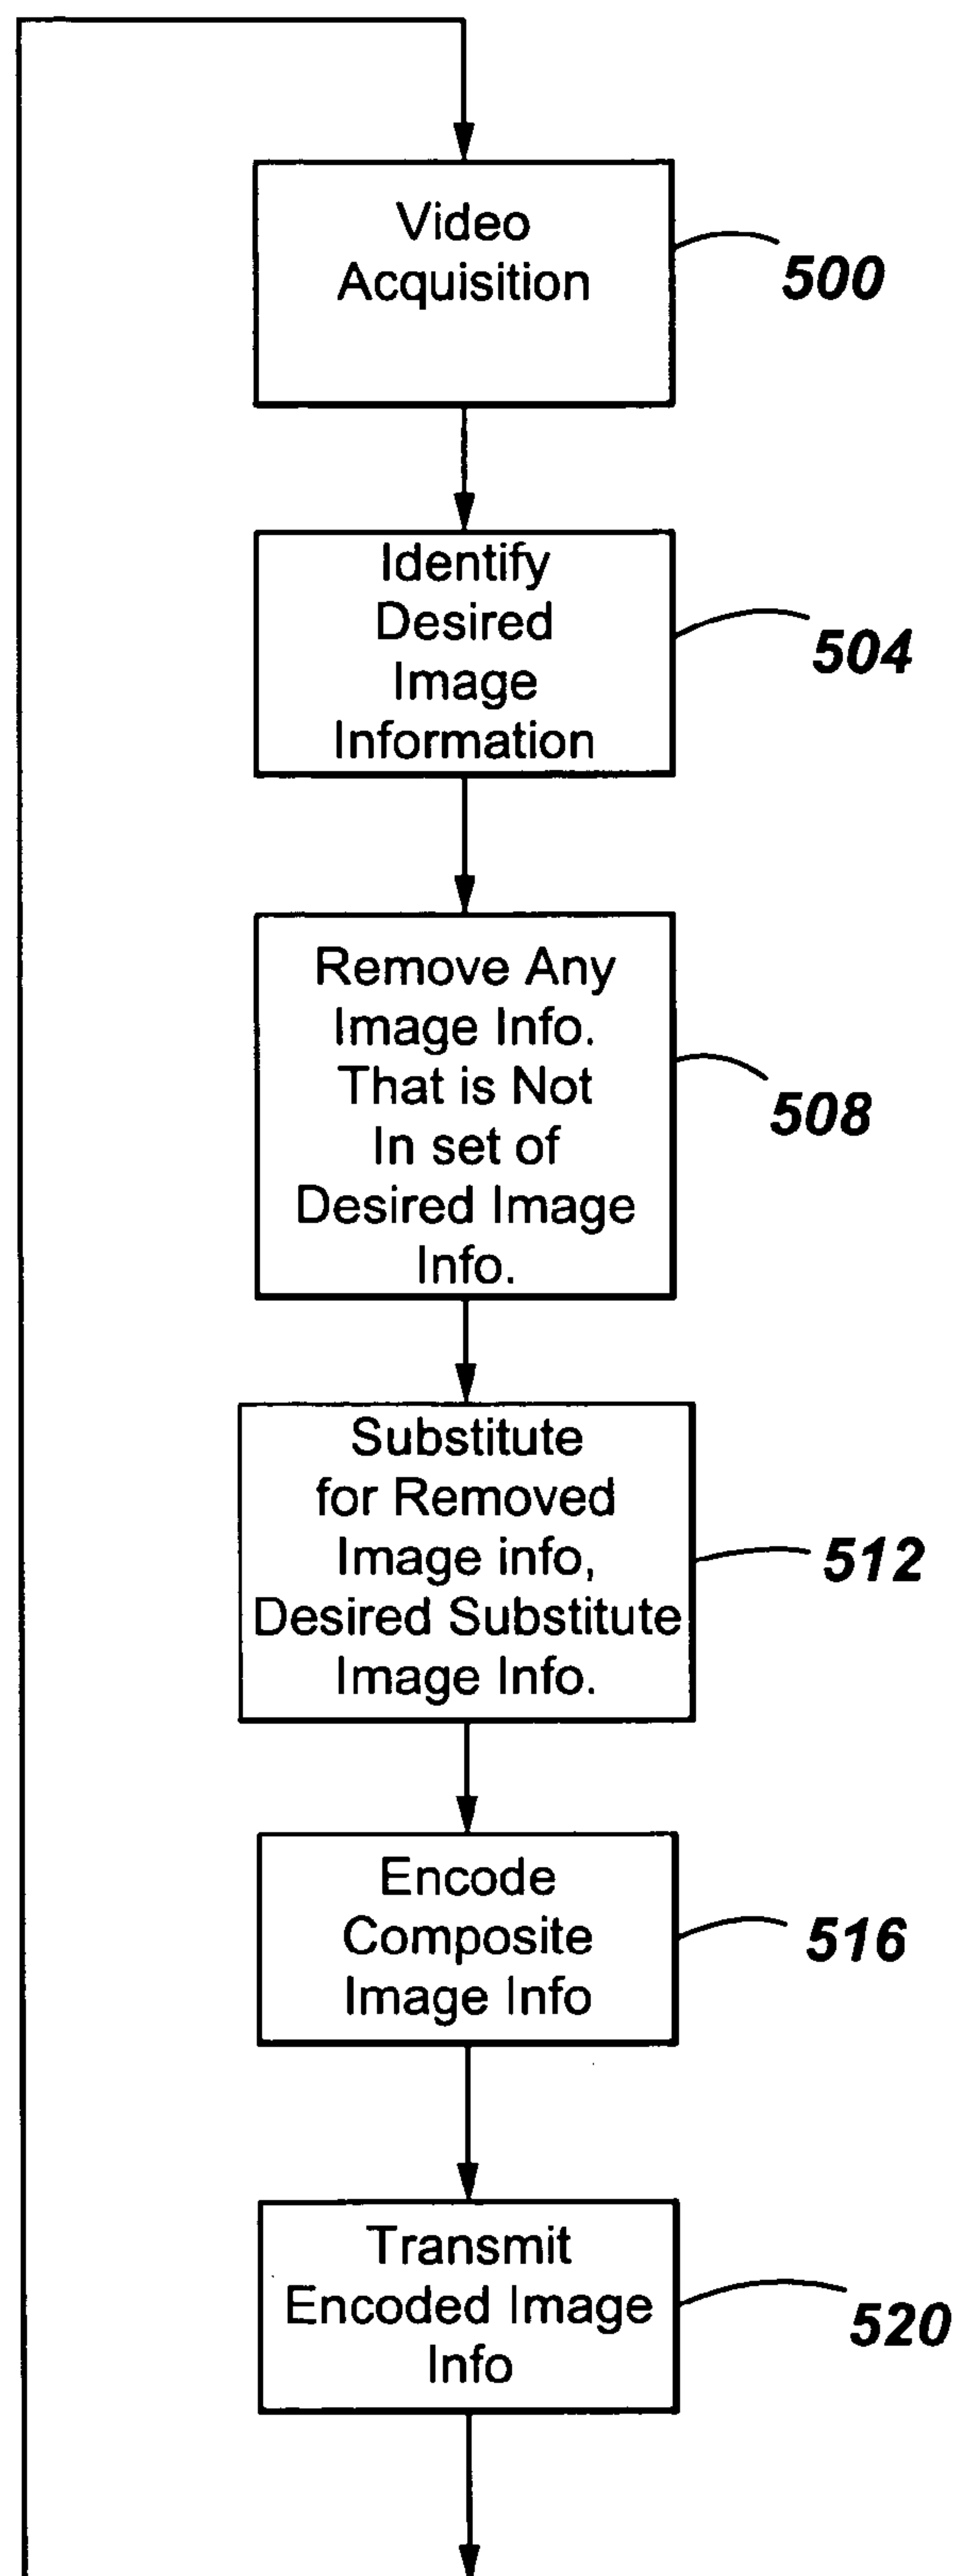 Video
Acquisition
500
Identify
Desired
Image
Information
504
Remove Any
Image Info.
That is Not
In set of
Desired Image
Info.
508
Substitute
for Removed
Image info,
Desired Substitute
Image Info.
512
Encode
Composite
Image Info
516
Transmit
Encoded Image
Info
520